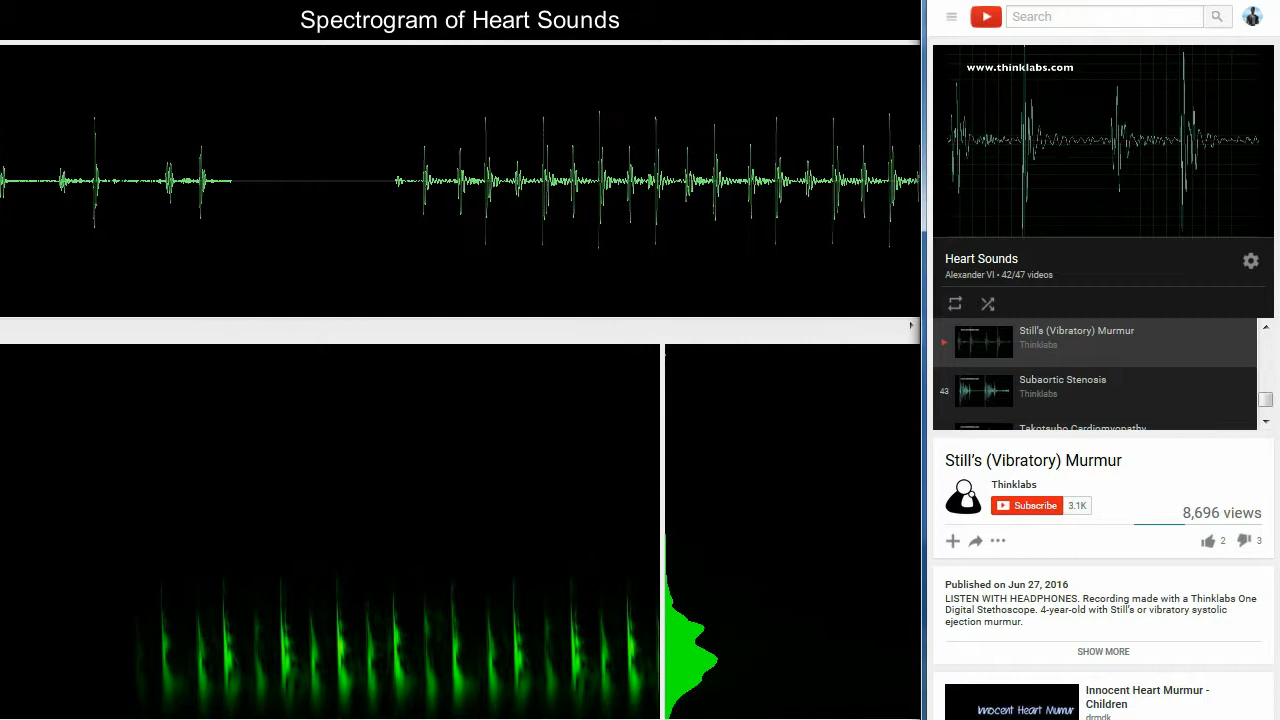 Spectrogram of Heart Sounds
Search
www.thinklabs.com
Heart Sounds
Alexander VI • 42/47 videos
Still's (Vibratory) Murmur
Thinklabs
43
Subaortic Stenosis
Thinklabs
Takotsubo Cardiomyopathy
Still's (Vibratory) Murmur
Thinklabs
Subscribe 3.1K
8,696 views
2 3
Published on Jun 27, 2016
LISTEN WITH HEADPHONES. Recording made with a Thinklabs One
Digital Stethoscope. 4-year-old with Still's or vibratory systolic
ejection murmur.
SHOW MORE
Innocent Heart Murmur
Innocent Heart Murmur -
Children
drmdk